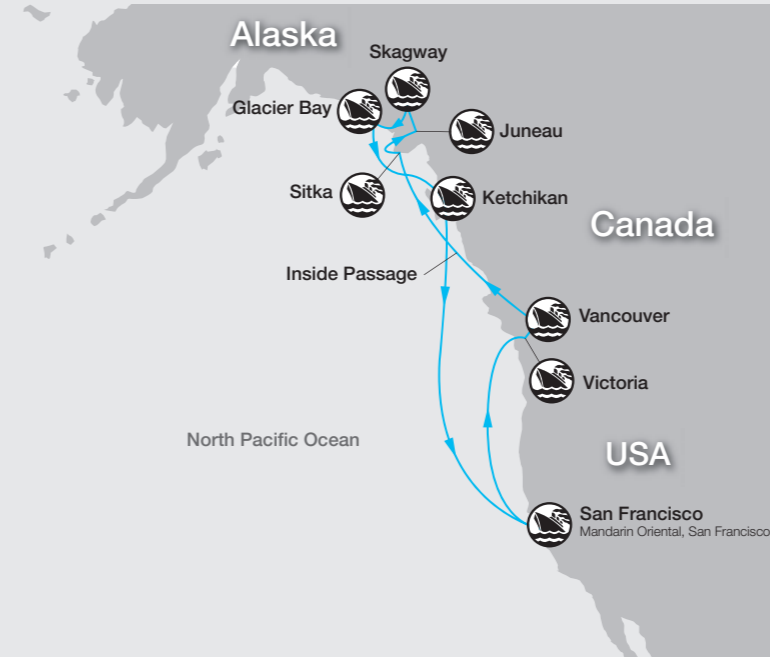 Alaska
Skagway
Glacier Bay
Juneau
Sitka
Ketchikan
Canada
Inside Passage
Vancouver
Victoria
North Pacific Ocean
USA
San Francisco
Mandarin Oriental, San Francisco